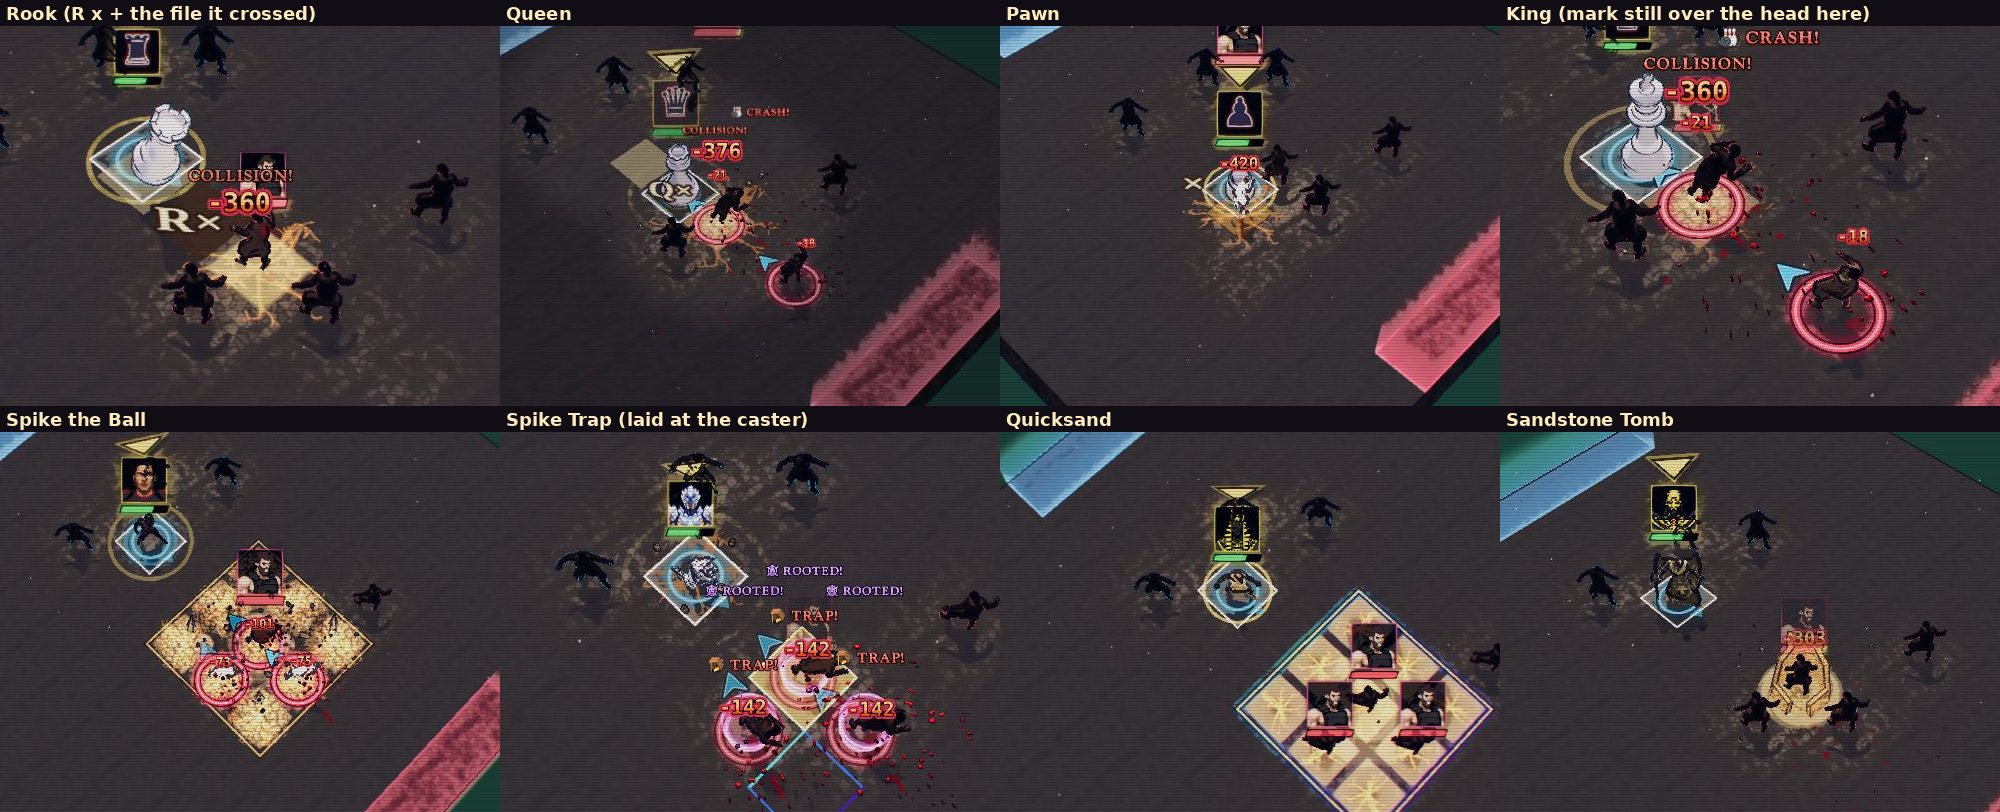 Rook (R x + the file it crossed)
Queen
Pawn
King (mark still over the head here)
COLLISION!
-360
R x
CRASH!
COLLISION!
-376
-21
Q x
-18
-420
x
CRASH!
COLLISION!
-360
-21
-18
Spike the Ball
Spike Trap (laid at the caster)
Quicksand
Sandstone Tomb
-101
-75
ROOTED!
ROOTED!
ROOTED!
TRAP!
TRAP!
TRAP!
-142
-142
-142
-303